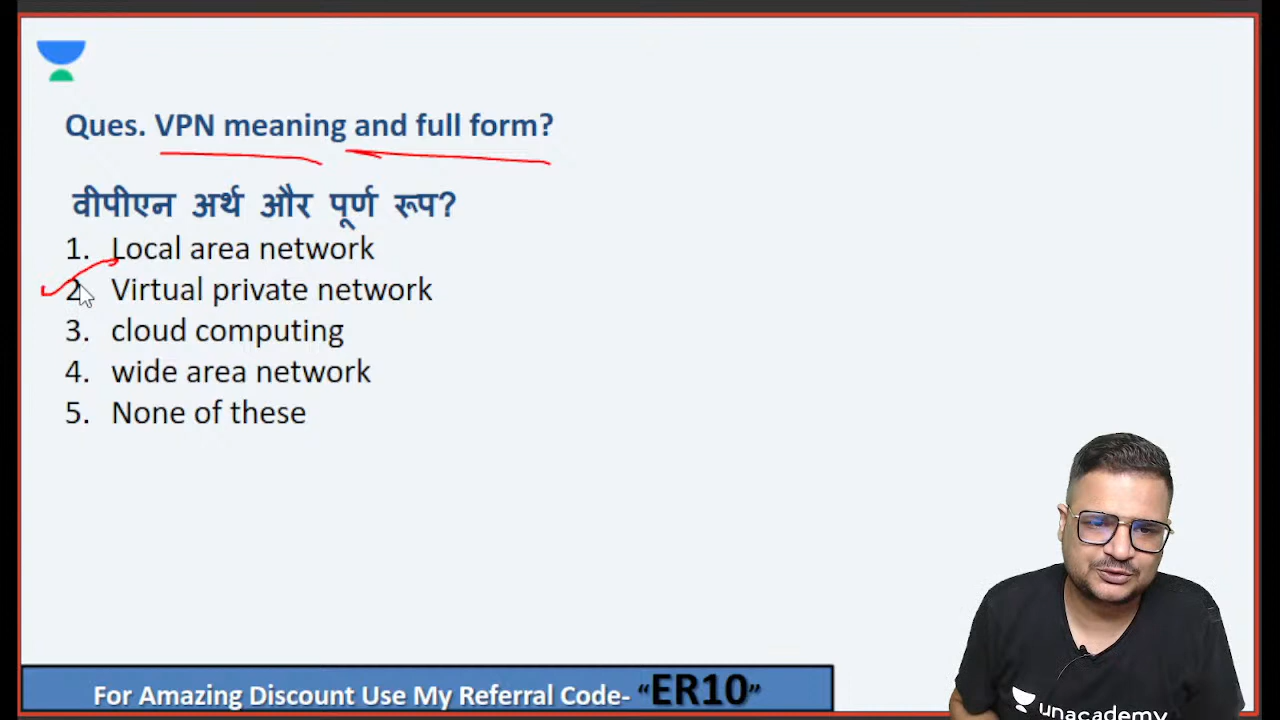 Ques. VPN meaning and full form?
वीपीएन अर्थ और पूर्ण रूप?
1. Local area network
2. Virtual private network
3. cloud computing
4. wide area network
5. None of these
For Amazing Discount Use My Referral Code- “ER10”
unacademy